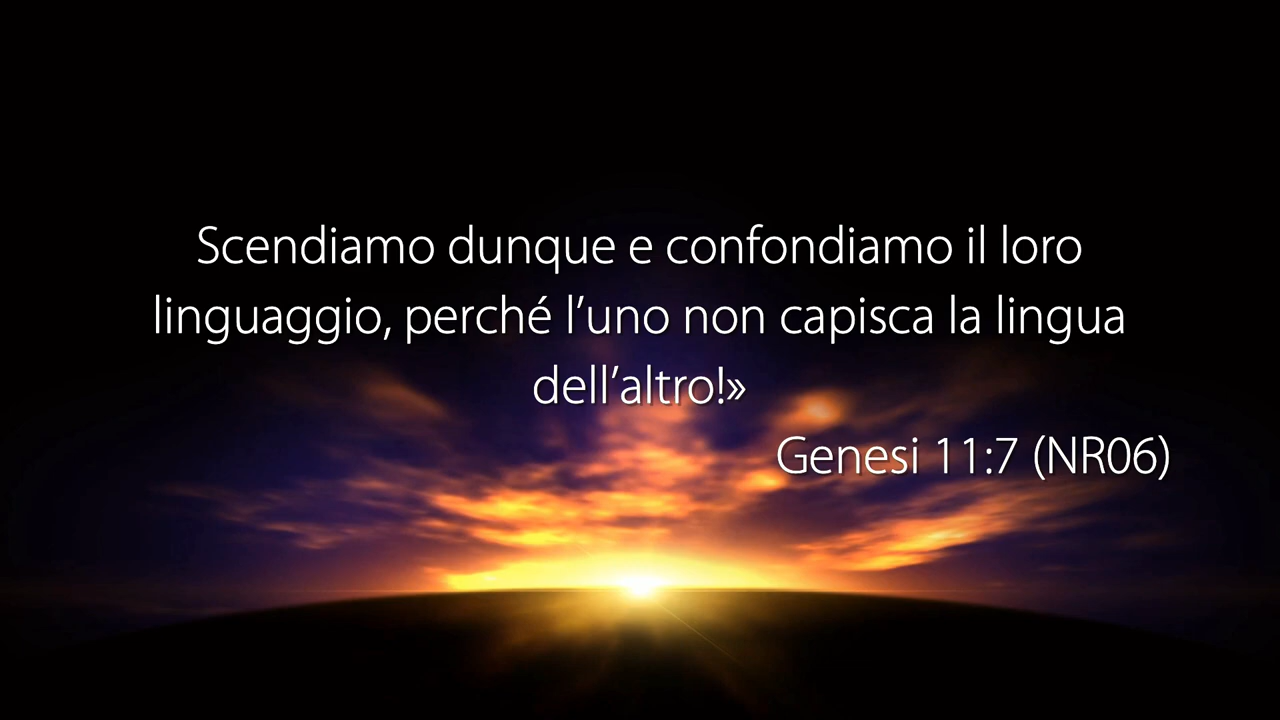 Scendiamo dunque e confondiamo il loro
linguaggio, perché l’uno non capisca la lingua
dell’altro!»
Genesi 11:7 (NR06)